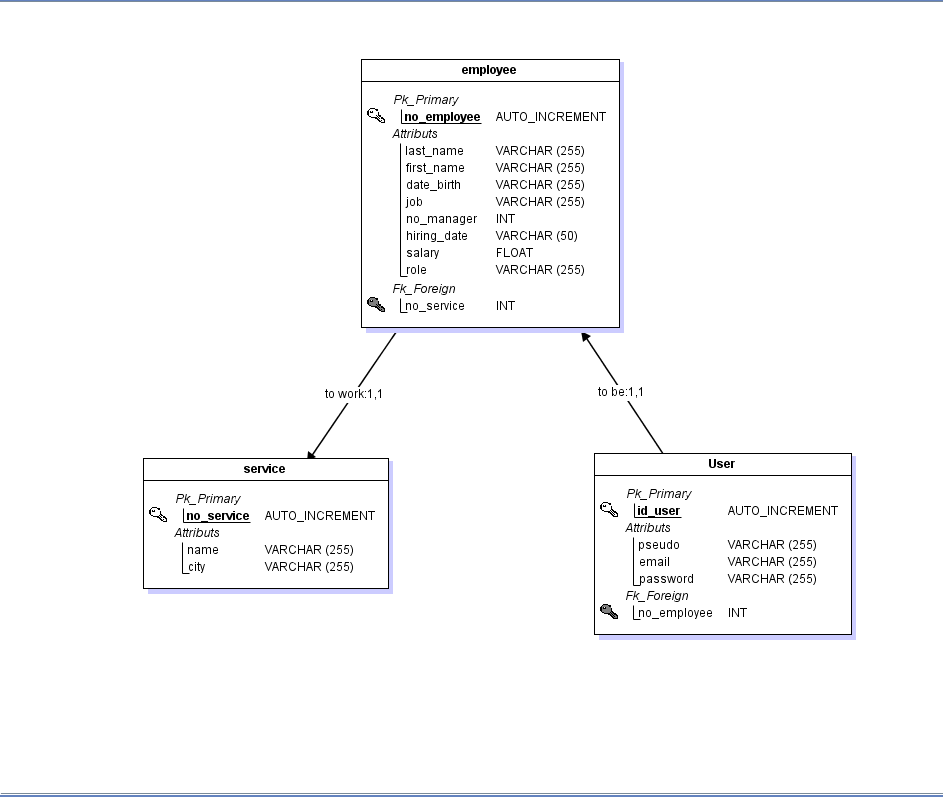 employee
Pk_Primary
no_employee AUTO_INCREMENT
Attributs
last_name VARCHAR (255)
first_name VARCHAR (255)
date_birth VARCHAR (255)
job VARCHAR (255)
no_manager INT
hiring_date VARCHAR (50)
salary FLOAT
role VARCHAR (255)
Fk_Foreign
no_service INT
to work:1,1
to be:1,1
service
Pk_Primary
no_service AUTO_INCREMENT
Attributs
name VARCHAR (255)
city VARCHAR (255)
User
Pk_Primary
id_user AUTO_INCREMENT
Attributs
pseudo VARCHAR (255)
email VARCHAR (255)
password VARCHAR (255)
Fk_Foreign
no_employee INT